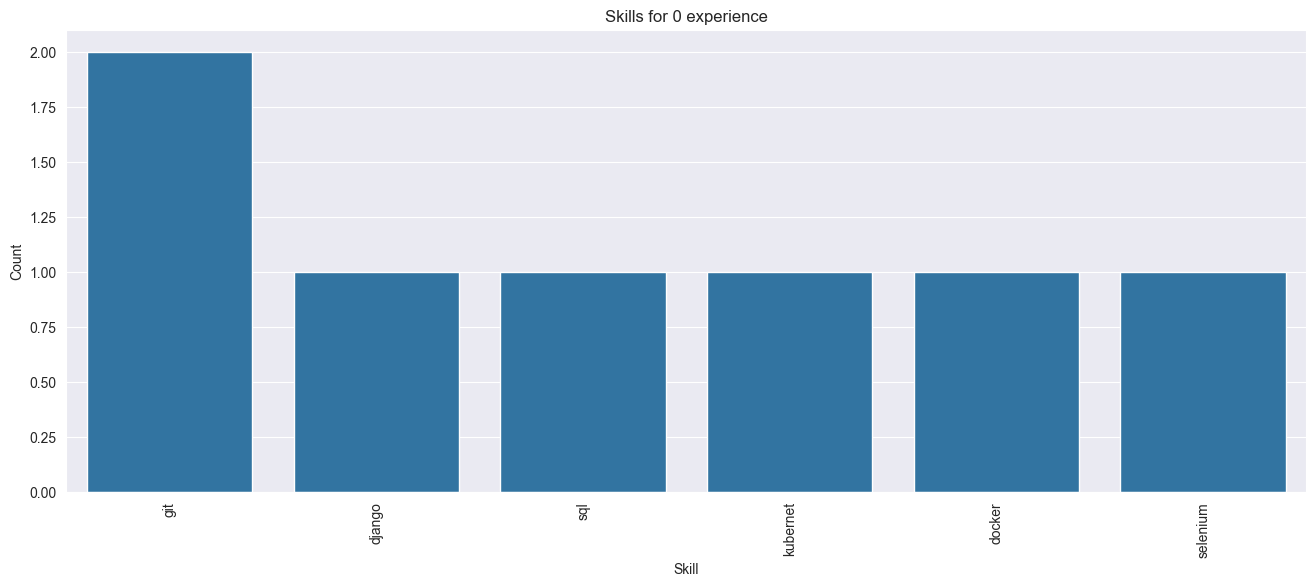 Skills for 0 experience
Count
2.00
1.75
1.50
1.25
1.00
0.75
0.50
0.25
0.00
git
django
sql
kubernet
docker
selenium
Skill